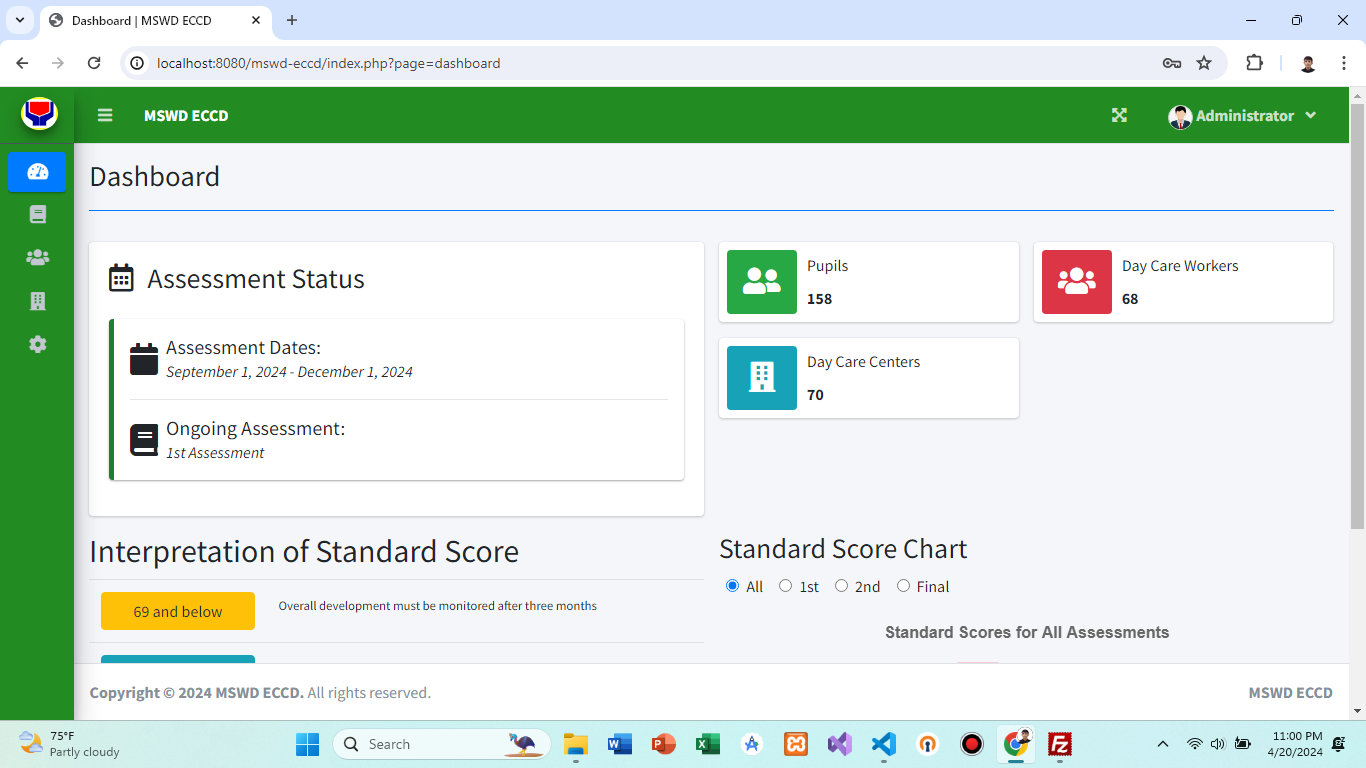 Dashboard | MSWD ECCD
localhost:8080/mswd-eccd/index.php?page=dashboard
MSWD ECCD
Administrator
Dashboard
Assessment Status
Assessment Dates:
September 1, 2024 - December 1, 2024
Ongoing Assessment:
1st Assessment
Pupils
158
Day Care Workers
68
Day Care Centers
70
Interpretation of Standard Score
69 and below
Overall development must be monitored after three months
Standard Score Chart
All 1st 2nd Final
Standard Scores for All Assessments
Copyright © 2024 MSWD ECCD. All rights reserved.
MSWD ECCD
75°F
Partly cloudy
Search
11:00 PM
4/20/2024